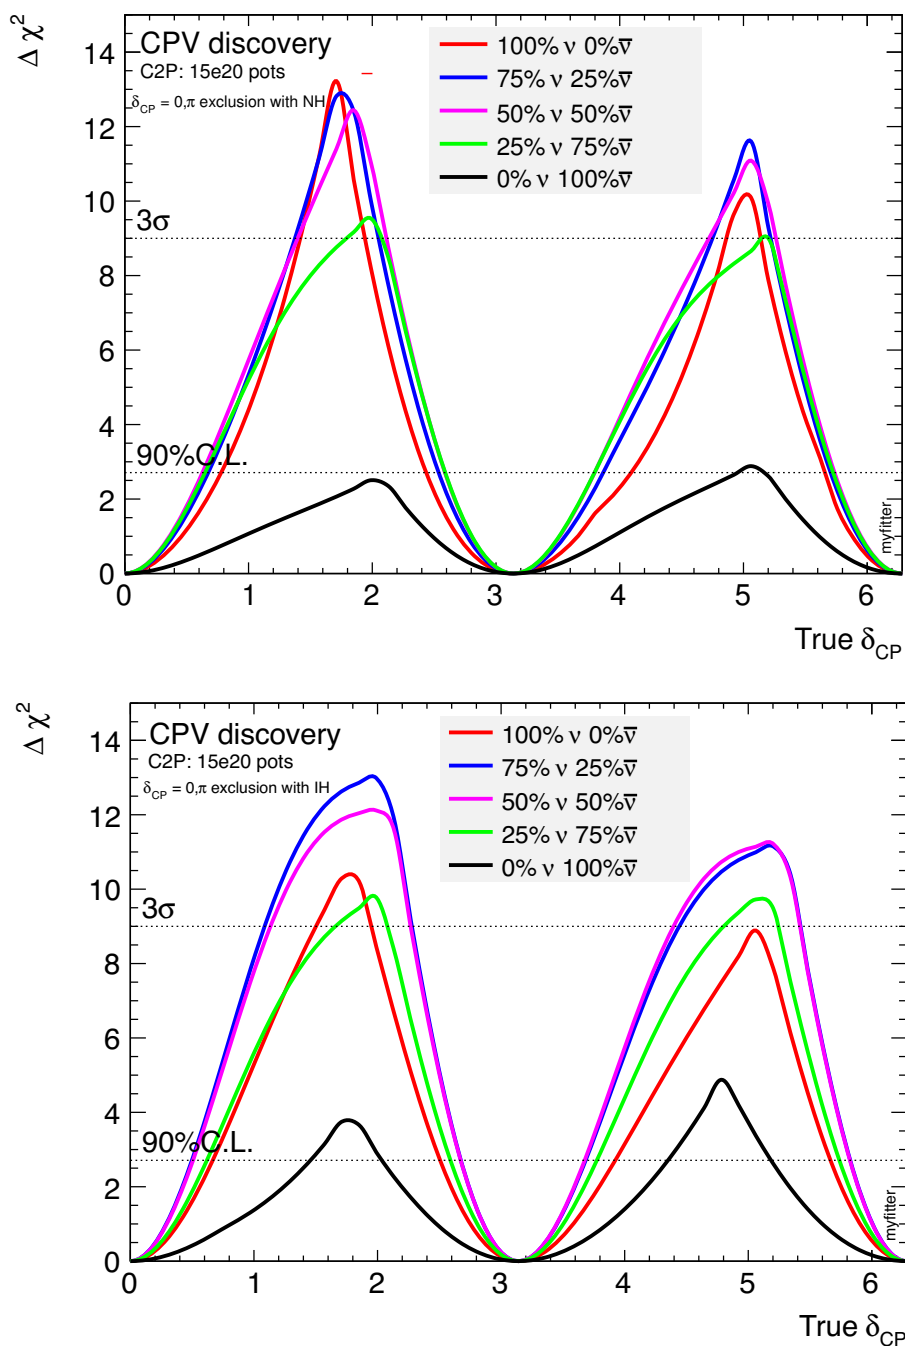 Δ χ²
14
12
10
8
6
4
2
0
CPV discovery
C2P: 15e20 pots
δCP = 0,π exclusion with NH
100% ν 0%ν̅
75% ν 25%ν̅
50% ν 50%ν̅
25% ν 75%ν̅
0% ν 100%ν̅
3σ
90%C.L.
myfitter
0 1 2 3 4 5 6
True δCP
Δ χ²
14
12
10
8
6
4
2
0
CPV discovery
C2P: 15e20 pots
δCP = 0,π exclusion with IH
100% ν 0%ν̅
75% ν 25%ν̅
50% ν 50%ν̅
25% ν 75%ν̅
0% ν 100%ν̅
3σ
90%C.L.
myfitter
0 1 2 3 4 5 6
True δCP